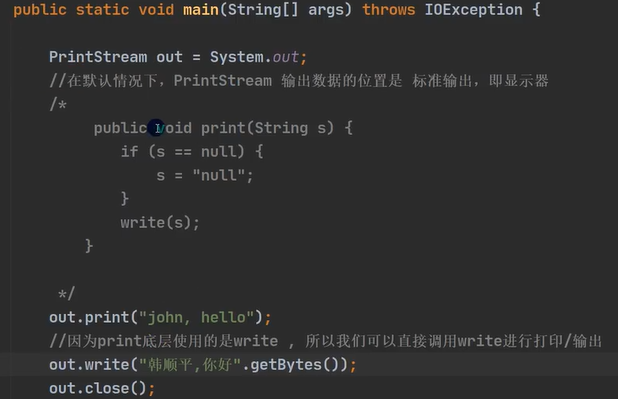 public static void main(String[] args) throws IOException {
PrintStream out = System.out;
//在默认情况下，PrintStream 输出数据的位置是 标准输出，即显示器
/*
public void print(String s) {
if (s == null) {
s = "null";
}
write(s);
}
*/
out.print("john, hello");
//因为print底层使用的是write , 所以我们可以直接调用write进行打印/输出
out.write("韩顺平,你好".getBytes());
out.close();